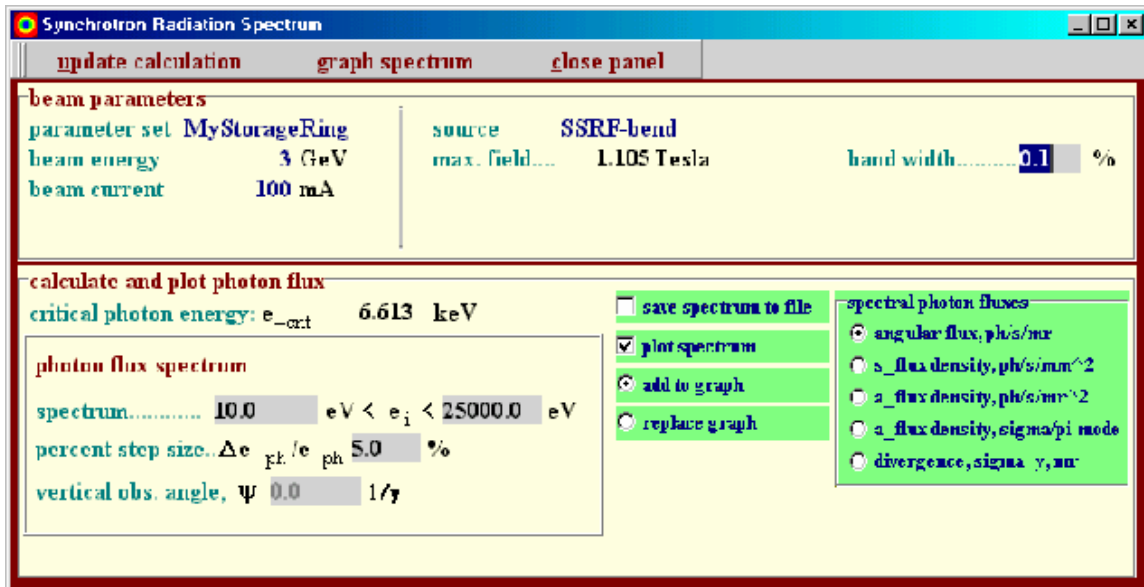 Synchrotron Radiation Spectrum
update calculation graph spectrum close panel
beam parameters
parameter set MyStorageRing
beam energy 3 GeV
beam current 100 mA
source SSRF-bend
max. field.... 1.105 Tesla
band width..........0.1 %
calculate and plot photon flux
critical photon energy: e_crit 6.613 keV
photon flux spectrum
spectrum............ 10.0 eV < e i < 25000.0 eV
percent step size..Δe ph /e ph 5.0 %
vertical obs. angle, Ψ 0.0 1/γ
save spectrum to file
plot spectrum
add to graph
replace graph
spectral photon fluxes
angular flux, ph/s/mr
s_flux density, ph/s/mm^2
a_flux density, ph/s/mr^2
a_flux density, sigma/pi mode
divergence, sigma_y, mr